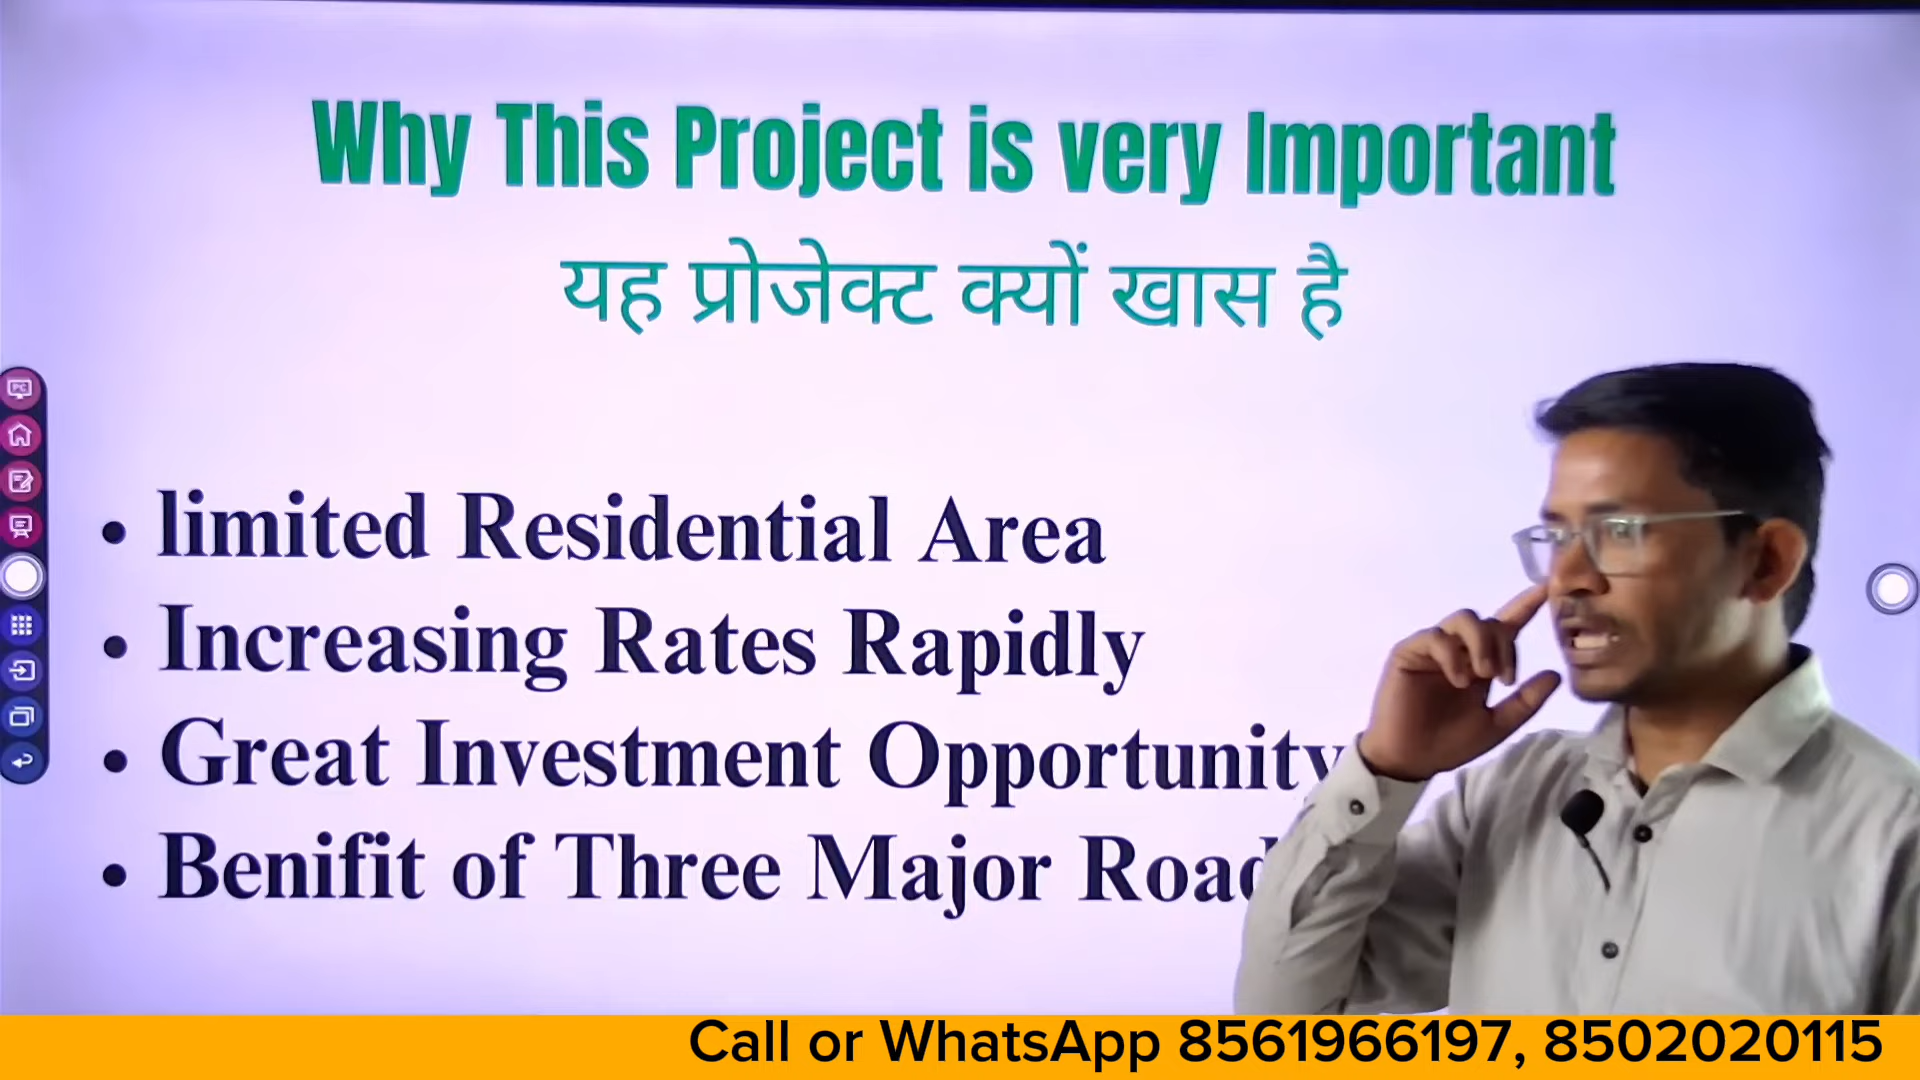 Why This Project is very Important
यह प्रोजेक्ट क्यों खास है
• limited Residential Area
• Increasing Rates Rapidly
• Great Investment Opportunity
• Benifit of Three Major Road
Call or WhatsApp 8561966197, 8502020115